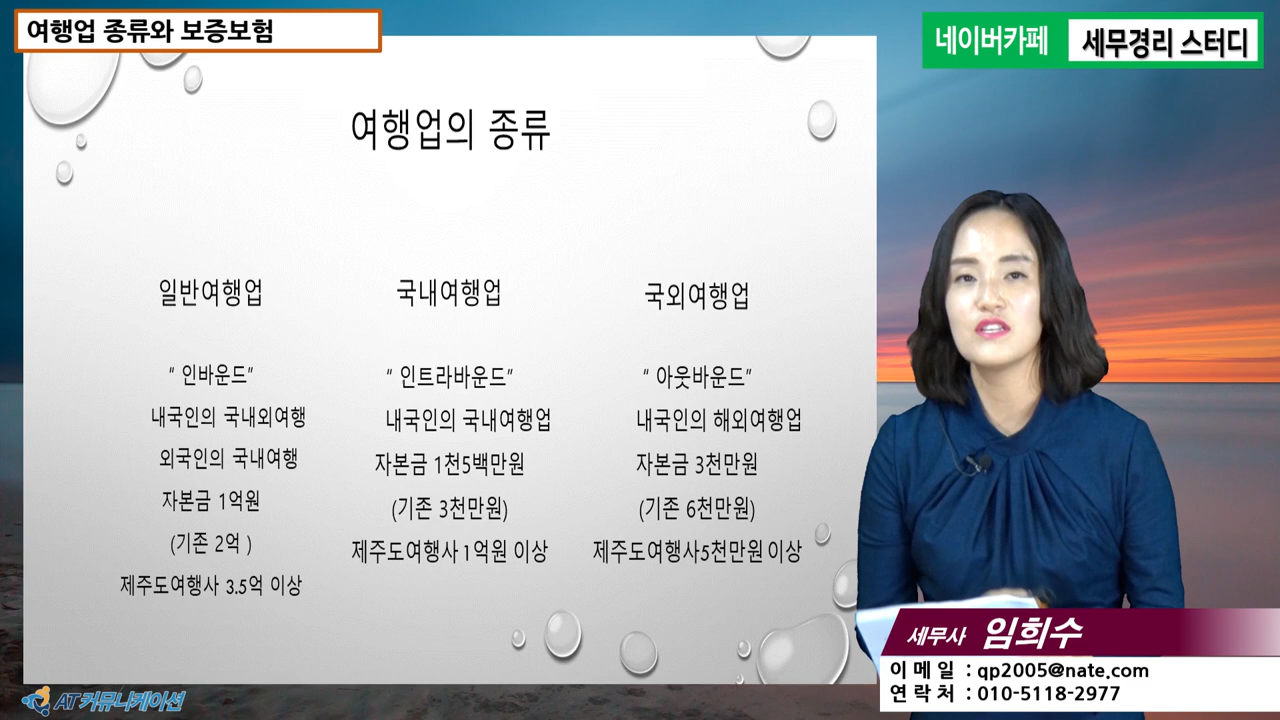 여행업 종류와 보증보험
네이버카페 세무경리 스터디
여행업의 종류
일반여행업
“ 인바운드”
내국인의 국내외여행
외국인의 국내여행
자본금 1억원
(기존 2억 )
제주도여행사 3.5억 이상
국내여행업
“ 인트라바운드”
내국인의 국내여행업
자본금 1천5백만원
(기존 3천만원)
제주도여행사 1억원 이상
국외여행업
“ 아웃바운드”
내국인의 해외여행업
자본금 3천만원
(기존 6천만원)
제주도여행사5천만원 이상
세무사 임희수
이 메 일 : qp2005@nate.com
연 락 처 : 010-5118-2977
AT커뮤니케이션